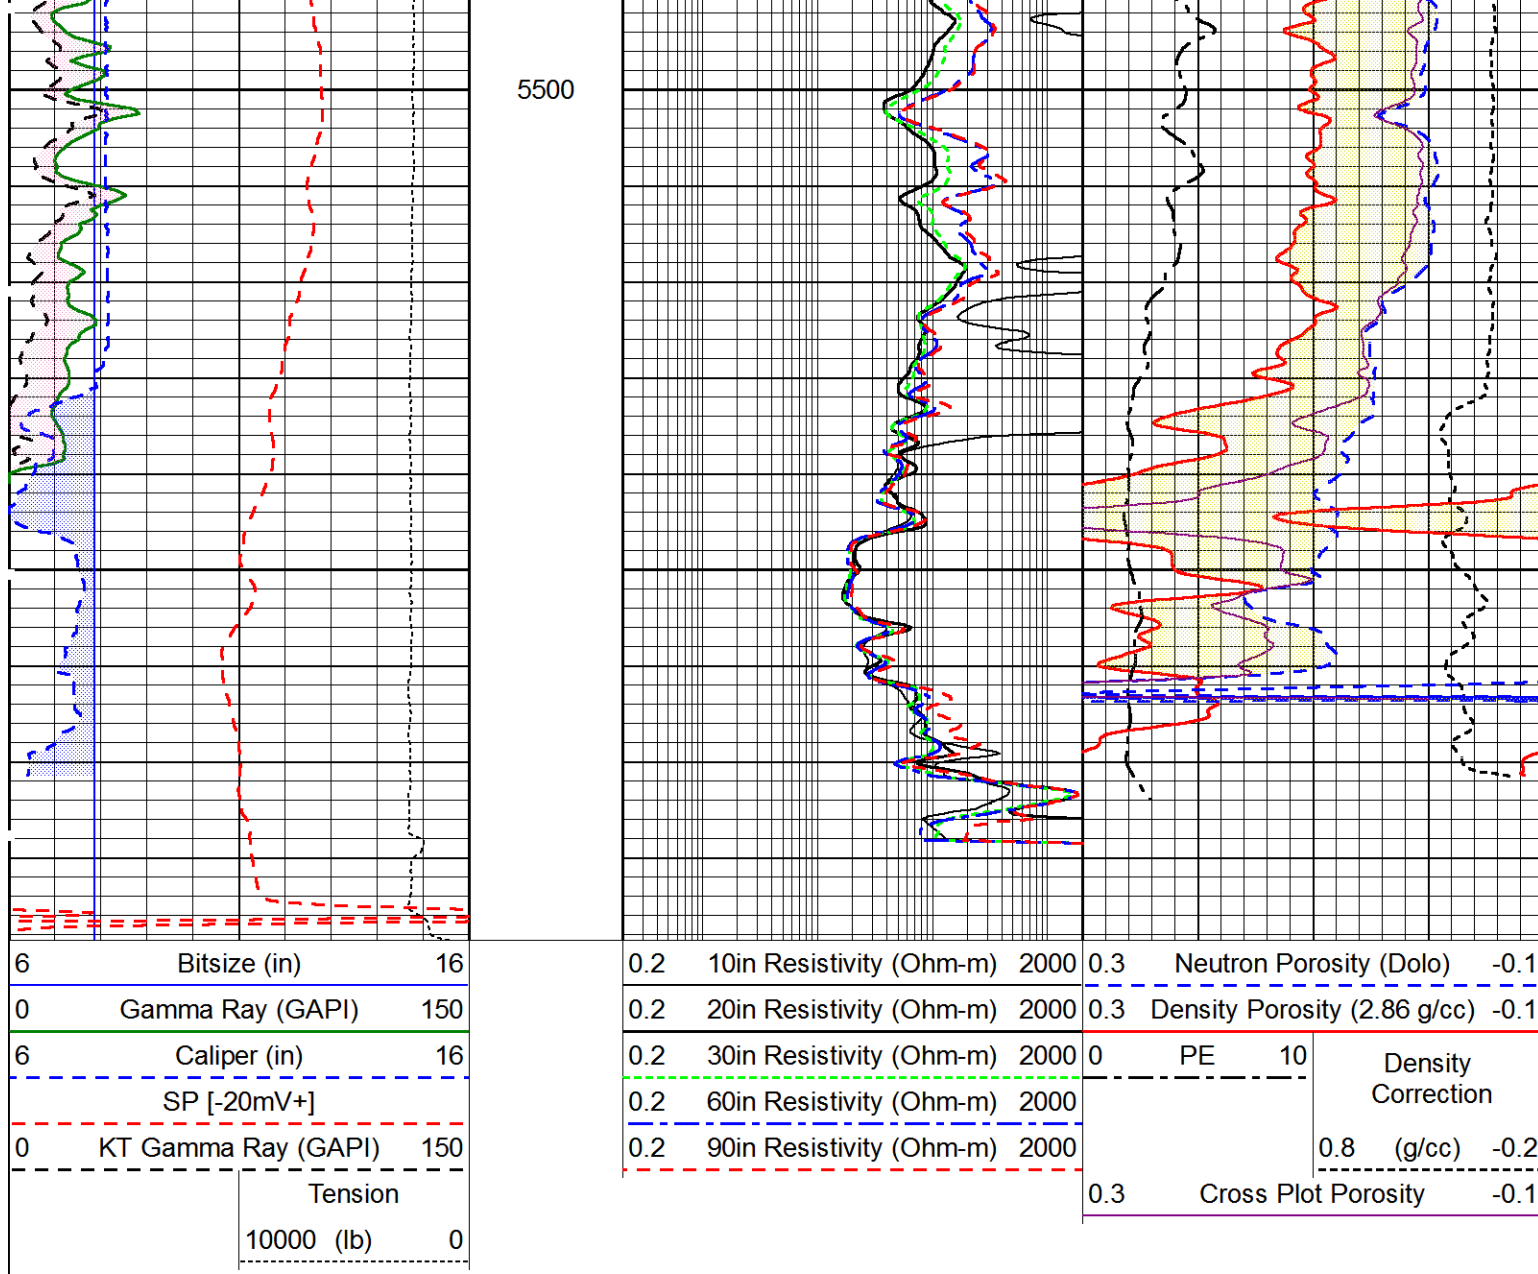 5500
6 Bitsize (in) 16
0 Gamma Ray (GAPI) 150
6 Caliper (in) 16
SP [-20mV+]
0 KT Gamma Ray (GAPI) 150
Tension
10000 (lb) 0
0.2 10in Resistivity (Ohm-m) 2000
0.2 20in Resistivity (Ohm-m) 2000
0.2 30in Resistivity (Ohm-m) 2000
0.2 60in Resistivity (Ohm-m) 2000
0.2 90in Resistivity (Ohm-m) 2000
0.3 Neutron Porosity (Dolo) -0.1
0.3 Density Porosity (2.86 g/cc) -0.1
0 PE 10
Density
Correction
0.8 (g/cc) -0.2
0.3 Cross Plot Porosity -0.1